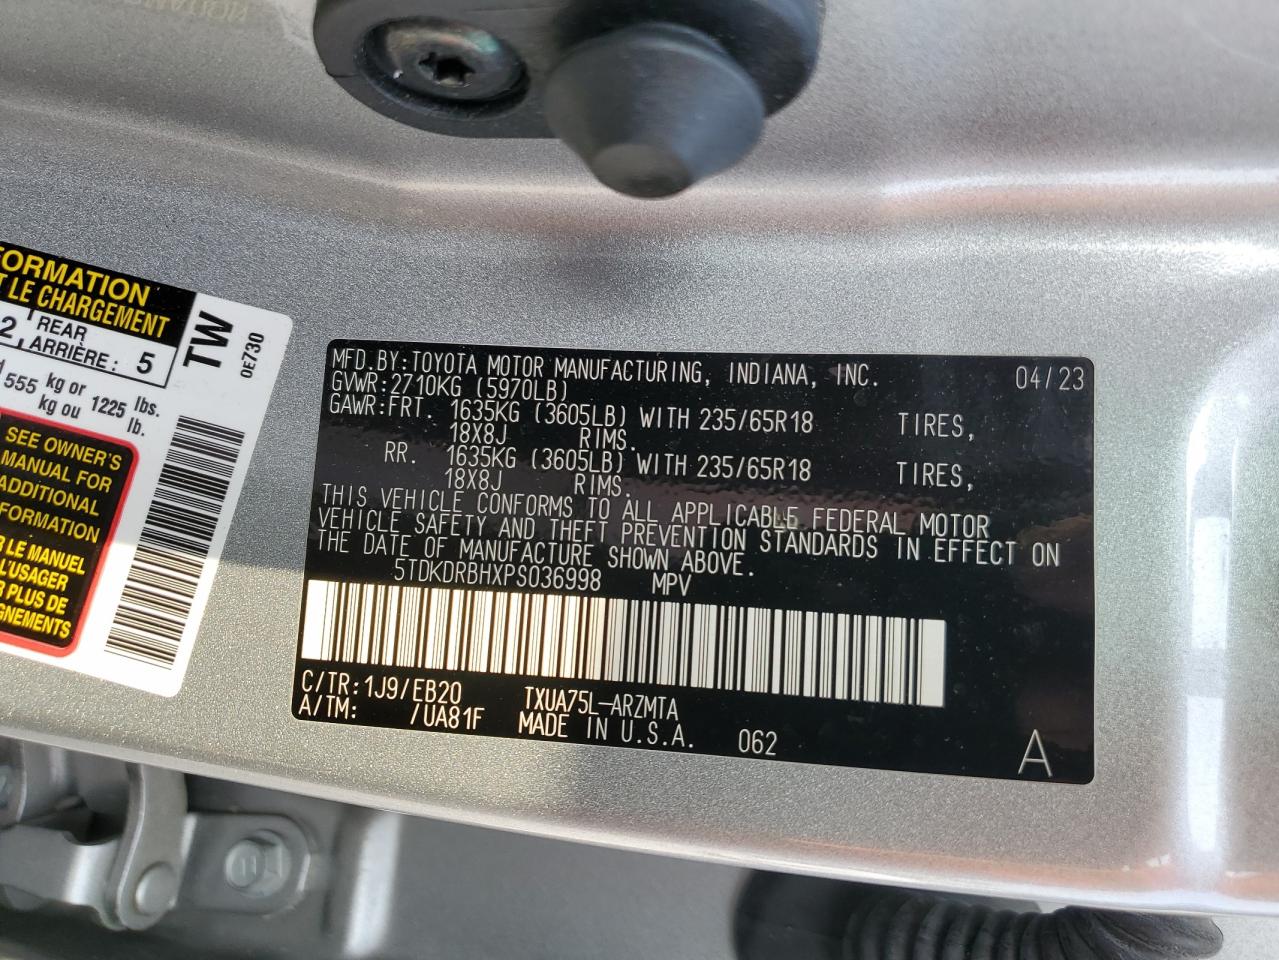 FORMATION
T LE CHARGEMENT
2, REAR
ARRIÈRE: 5
TW
0E730
555 kg or 1225 lbs.
kg ou lb.
SEE OWNER'S
MANUAL FOR
ADDITIONAL
FORMATION
R LE MANUEL
L'USAGER
R PLUS DE
GNEMENTS
MFD.BY:TOYOTA MOTOR MANUFACTURING, INDIANA, INC. 04/23
GVWR:2710KG (5970LB)
GAWR:FRT. 1635KG (3605LB) WITH 235/65R18 TIRES,
18X8J RIMS.
RR. 1635KG (3605LB) WITH 235/65R18 TIRES,
18X8J RIMS.
THIS VEHICLE CONFORMS TO ALL APPLICABLE FEDERAL MOTOR
VEHICLE SAFETY AND THEFT PREVENTION STANDARDS IN EFFECT ON
THE DATE OF MANUFACTURE SHOWN ABOVE.
5TDKDRBHXPS036998 MPV
C/TR:1J9/EB20 TXUA75L-ARZMTA
A/TM: /UA81F MADE IN U.S.A. 062
A